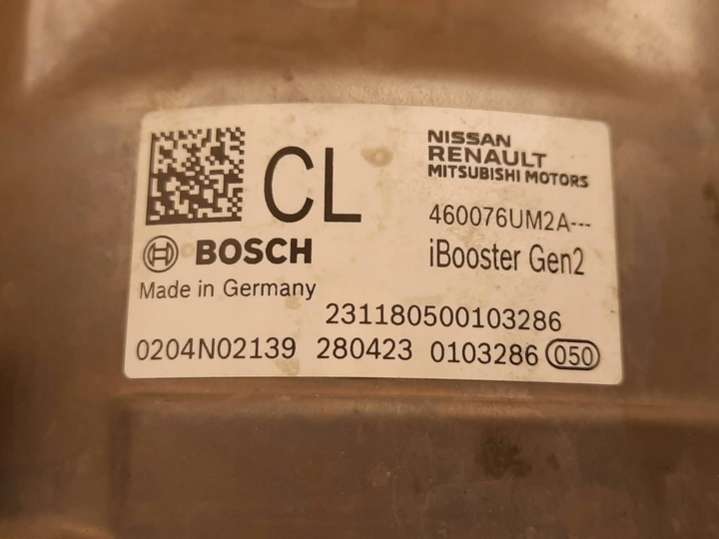 CL
NISSAN
RENAULT
MITSUBISHI MOTORS
460076UM2A---
BOSCH
iBooster Gen2
Made in Germany
231180500103286
0204N02139 280423 0103286 050